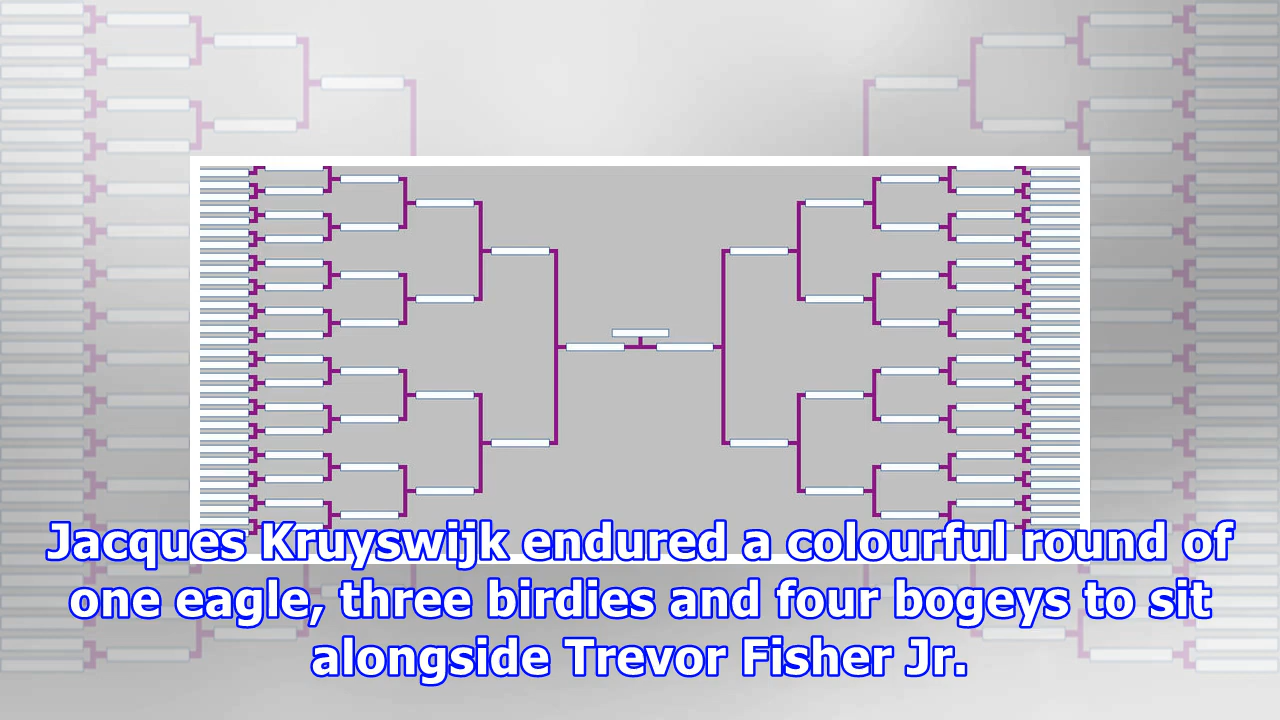 Jacques Kruyswijk endured a colourful round of
one eagle, three birdies and four bogeys to sit
alongside Trevor Fisher Jr.